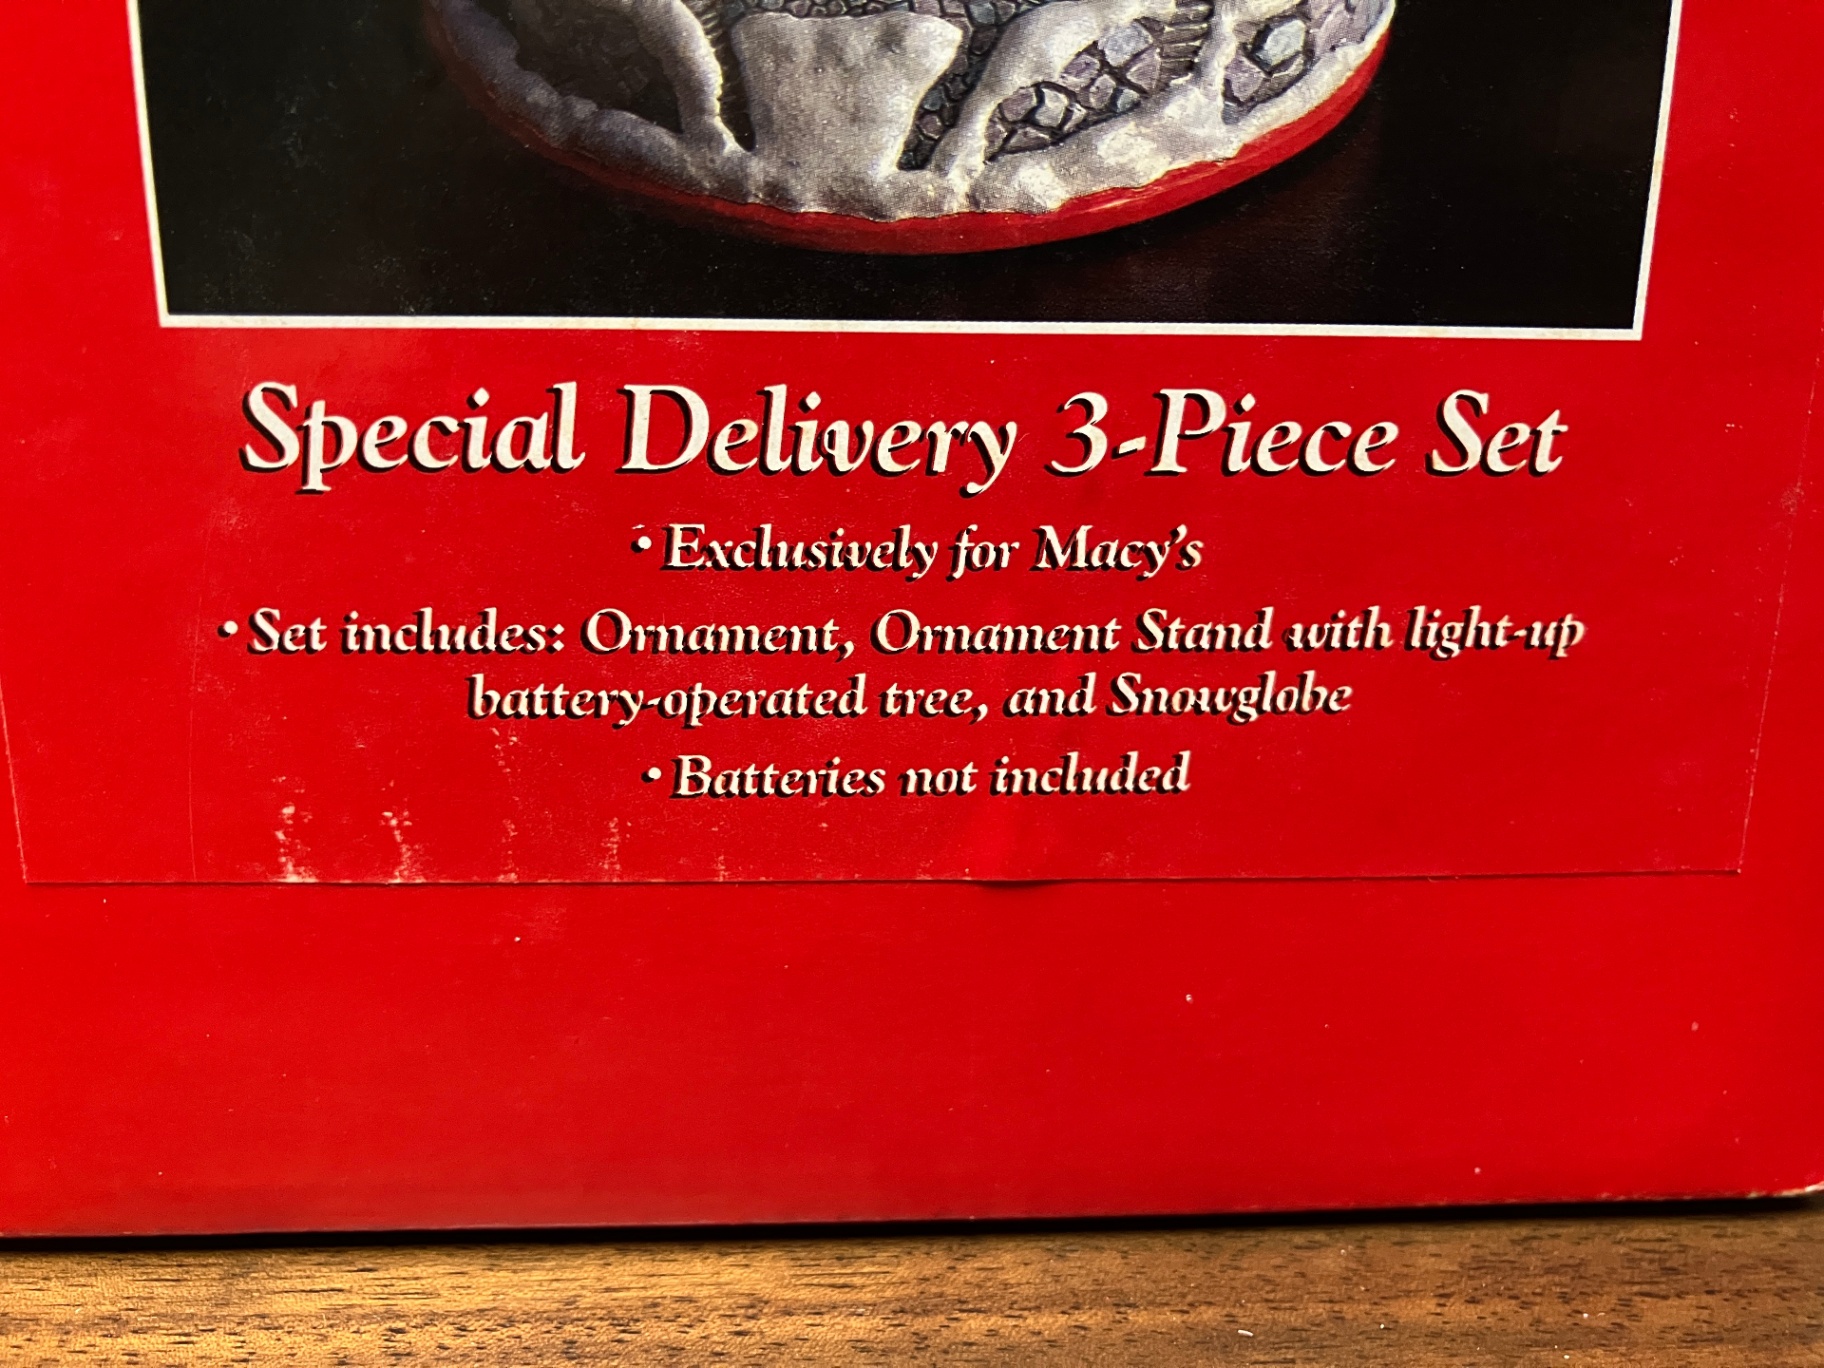 Special Delivery 3-Piece Set
• Exclusively for Macy's
• Set includes: Ornament, Ornament Stand with light-up
battery-operated tree, and Snowglobe
• Batteries not included